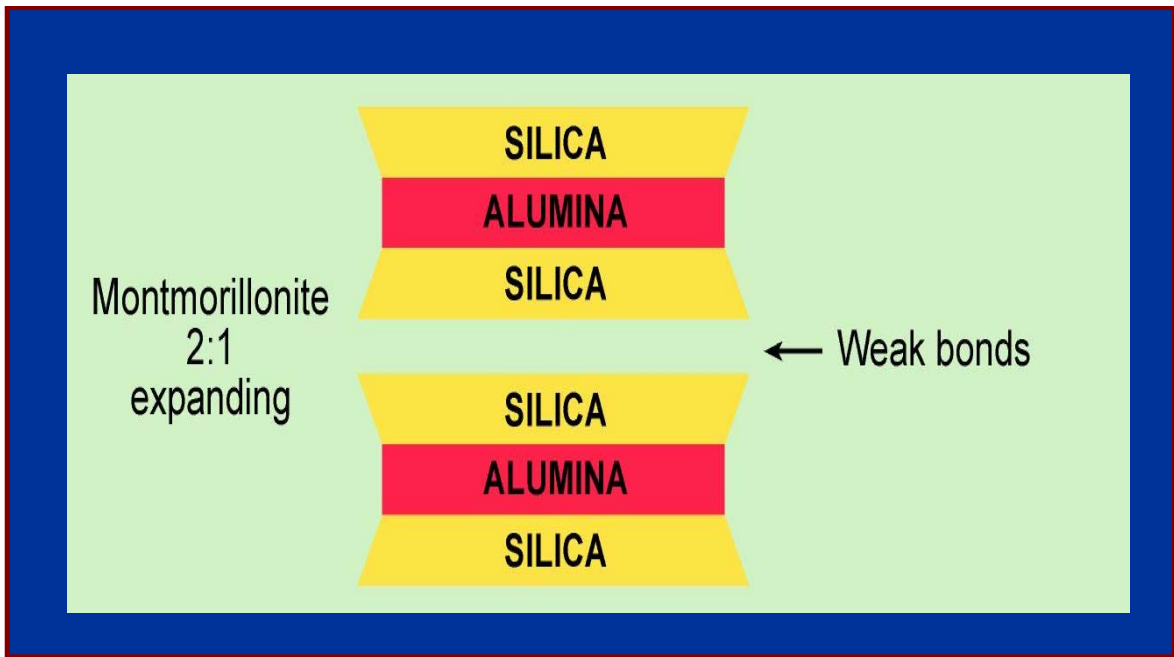 SILICA
ALUMINA
SILICA
Montmorillonite
2:1
expanding
← Weak bonds
SILICA
ALUMINA
SILICA